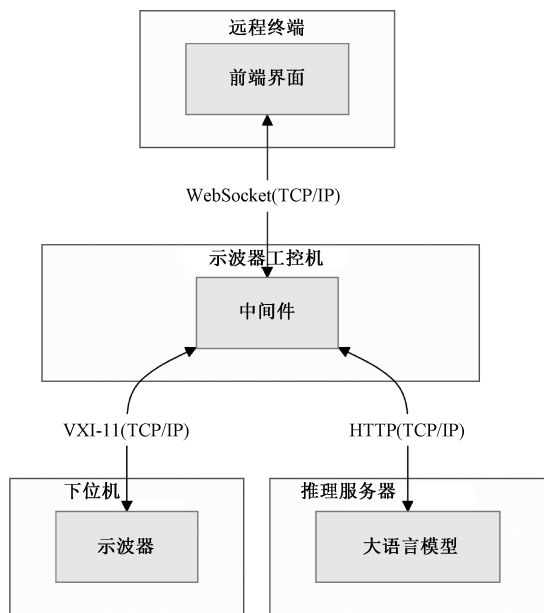 远程终端
前端界面
WebSocket(TCP/IP)
示波器工控机
中间件
VXI-11(TCP/IP)
HTTP(TCP/IP)
下位机
推理服务器
示波器
大语言模型